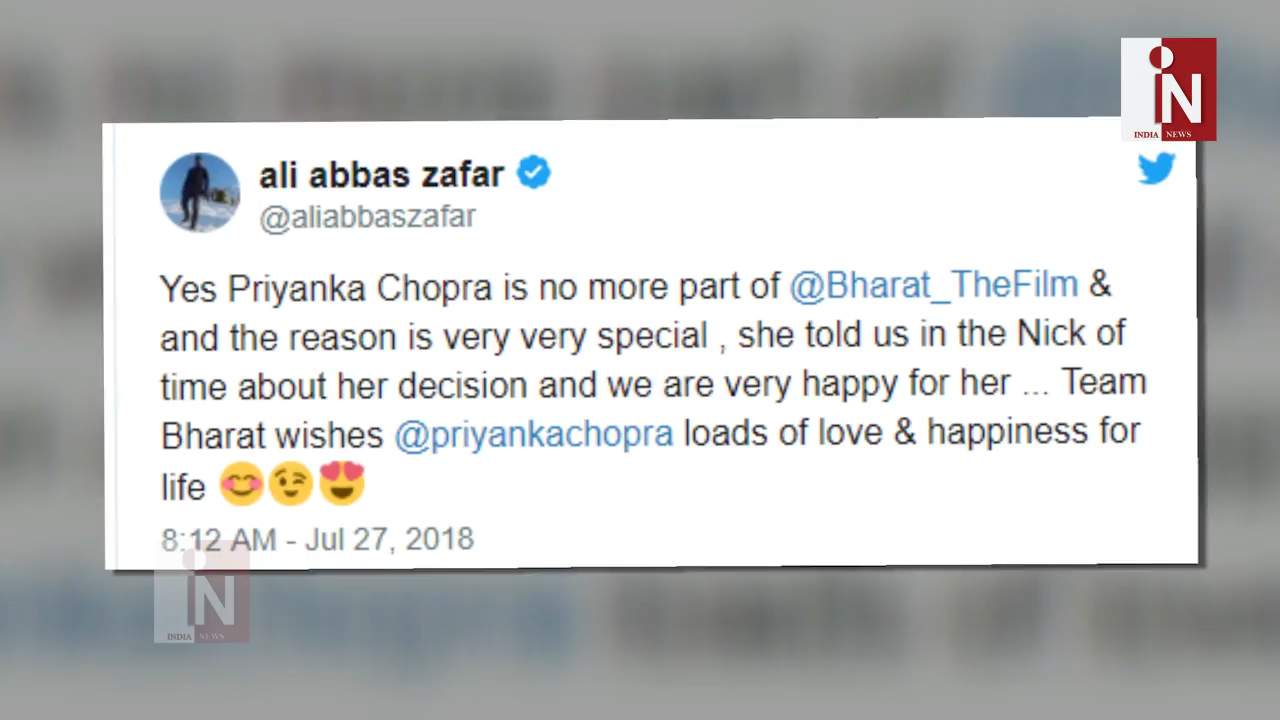 IN
INDIA NEWS
ali abbas zafar
@aliabbaszafar
Yes Priyanka Chopra is no more part of @Bharat_TheFilm &
and the reason is very very special , she told us in the Nick of
time about her decision and we are very happy for her ... Team
Bharat wishes @priyankachopra loads of love & happiness for
life 😊😉😍
8:12 AM - Jul 27, 2018
IN
INDIA NEWS